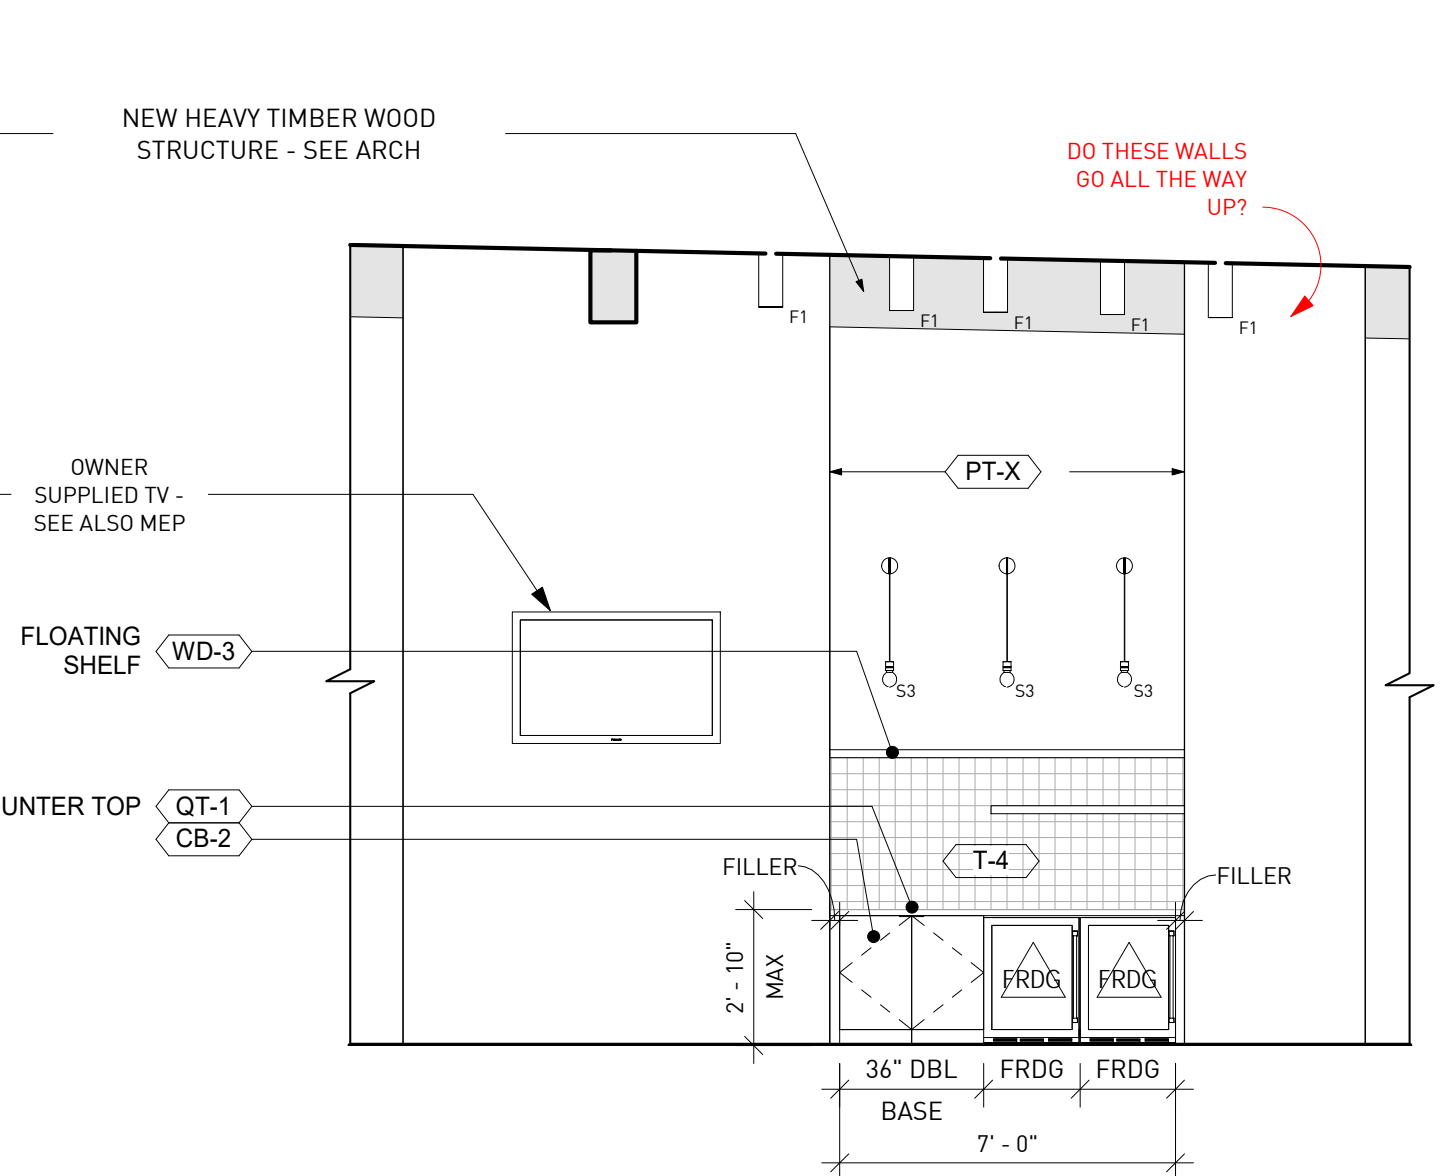 NEW HEAVY TIMBER WOOD
STRUCTURE - SEE ARCH
DO THESE WALLS
GO ALL THE WAY
UP?
F1
F1
F1
F1
F1
OWNER
SUPPLIED TV -
SEE ALSO MEP
PT-X
FLOATING
SHELF
WD-3
S3
S3
S3
UNTER TOP
QT-1
CB-2
T-4
FILLER
FILLER
2' - 10"
MAX
FRDG
FRDG
36" DBL
BASE
FRDG
FRDG
7' - 0"